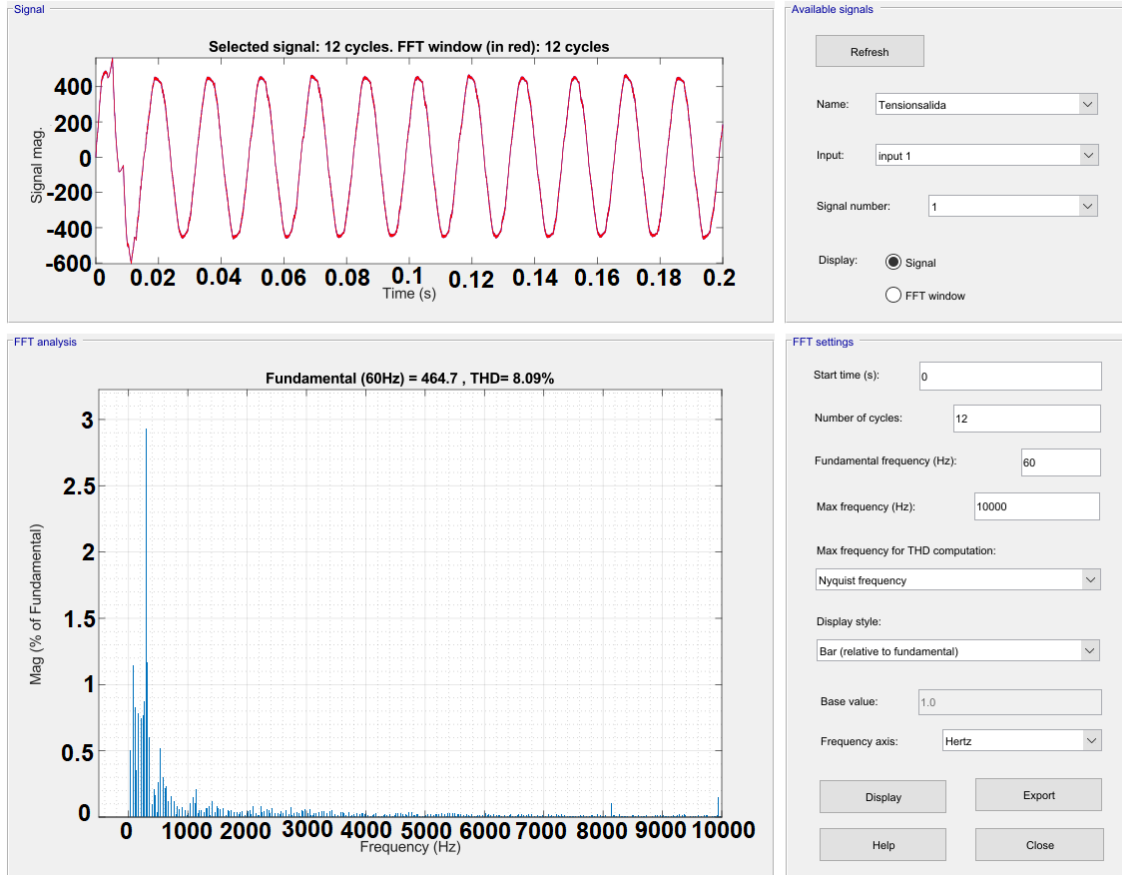 Signal
Selected signal: 12 cycles. FFT window (in red): 12 cycles
Signal mag.
400
200
0
-200
-400
-600
0 0.02 0.04 0.06 0.08 0.1 0.12 0.14 0.16 0.18 0.2
Time (s)
Available signals
Refresh
Name: Tensionsalida
Input: input 1
Signal number: 1
Display: Signal
FFT window
FFT analysis
Fundamental (60Hz) = 464.7 , THD= 8.09%
Mag (% of Fundamental)
3
2.5
2
1.5
1
0.5
0
0 1000 2000 3000 4000 5000 6000 7000 8000 9000 10000
Frequency (Hz)
FFT settings
Start time (s): 0
Number of cycles: 12
Fundamental frequency (Hz): 60
Max frequency (Hz): 10000
Max frequency for THD computation:
Nyquist frequency
Display style:
Bar (relative to fundamental)
Base value: 1.0
Frequency axis: Hertz
Display Export
Help Close